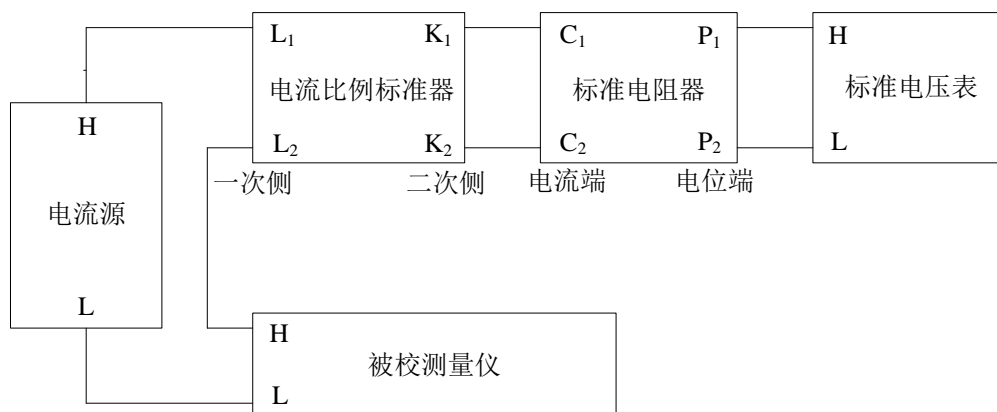 L₁ K₁ C₁ P₁ H
电流比例标准器 标准电阻器 标准电压表
H
L₂ K₂ C₂ P₂ L
一次侧 二次侧 电流端 电位端
电流源
L
H
被校测量仪
L